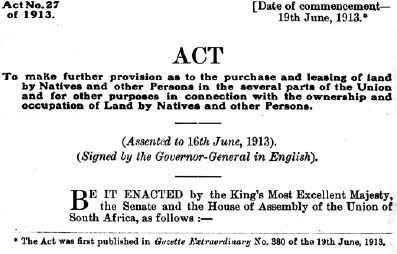 Act No. 27
of 1913.
[Date of commencement—
19th June, 1913.*
ACT
To make further provision as to the purchase and leasing of land
by Natives and other Persons in the several parts of the Union
and for other purposes in connection with the ownership and
occupation of Land by Natives and other Persons.
(Assented to 16th June, 1913).
(Signed by the Governor-General in English).
BE IT ENACTED by the King's Most Excellent Majesty,
the Senate and the House of Assembly of the Union of
South Africa, as follows :—
* The Act was first published in Gazette Extraordinary No. 380 of the 19th June, 1913.